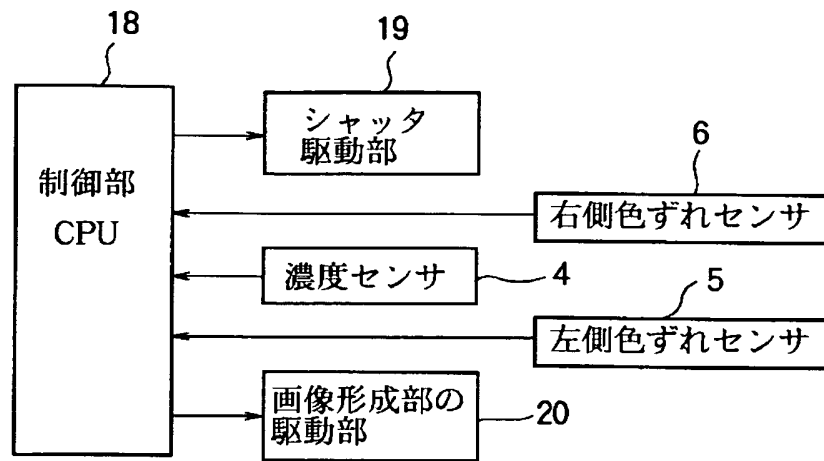 18
19
シャッタ
駆動部
6
制御部
CPU
右側色ずれセンサ
濃度センサ
4
5
左側色ずれセンサ
画像形成部の
駆動部
20